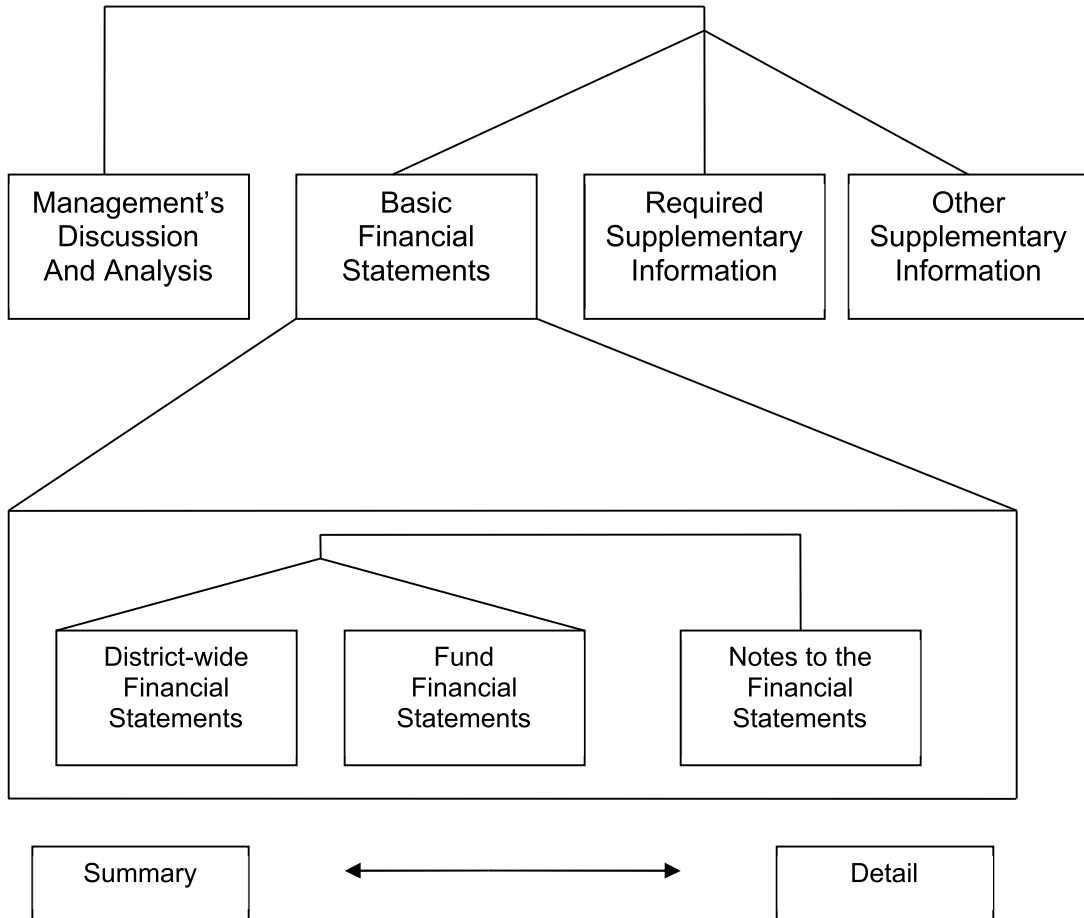 Management’s
Discussion
And Analysis
Basic
Financial
Statements
Required
Supplementary
Information
Other
Supplementary
Information
District-wide
Financial
Statements
Fund
Financial
Statements
Notes to the
Financial
Statements
Summary
Detail